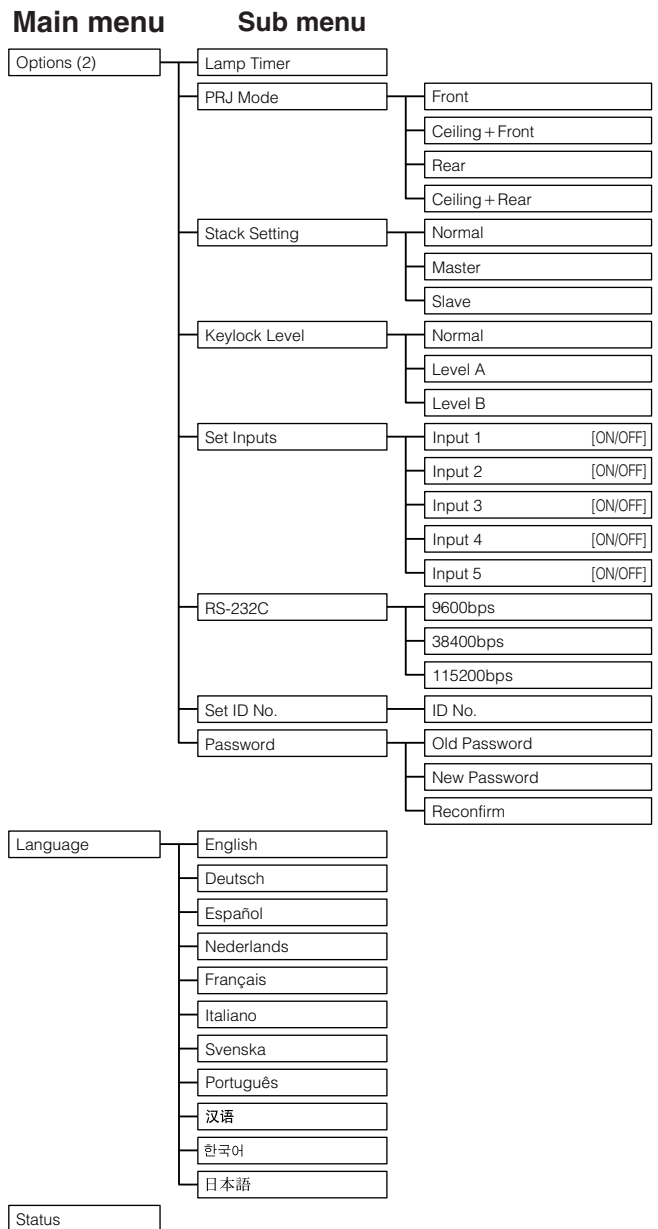 Main menu Sub menu
Options (2) Lamp Timer
PRJ Mode Front
Ceiling+Front
Rear
Ceiling+Rear
Stack Setting Normal
Master
Slave
Keylock Level Normal
Level A
Level B
Set Inputs Input 1 [ON/OFF]
Input 2 [ON/OFF]
Input 3 [ON/OFF]
Input 4 [ON/OFF]
Input 5 [ON/OFF]
RS-232C 9600bps
38400bps
115200bps
Set ID No. ID No.
Password Old Password
New Password
Reconfirm
Language English
Deutsch
Español
Nederlands
Français
Italiano
Svenska
Português
汉语
한국어
日本語
Status